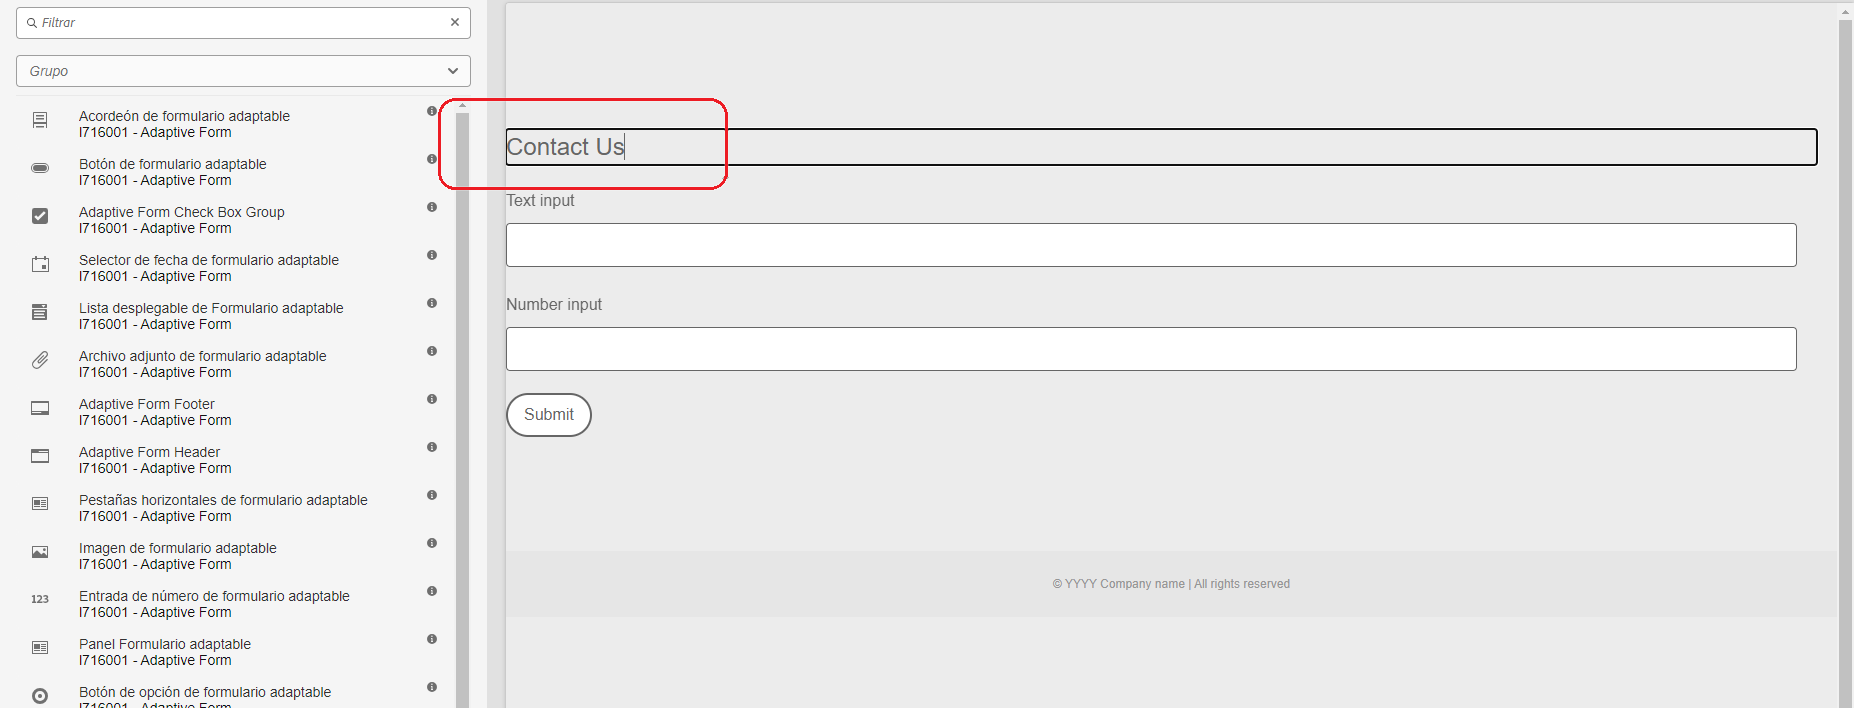 Filtrar
Grupo
Acordeón de formulario adaptable
I716001 - Adaptive Form
Botón de formulario adaptable
I716001 - Adaptive Form
Adaptive Form Check Box Group
I716001 - Adaptive Form
Selector de fecha de formulario adaptable
I716001 - Adaptive Form
Lista desplegable de Formulario adaptable
I716001 - Adaptive Form
Archivo adjunto de formulario adaptable
I716001 - Adaptive Form
Adaptive Form Footer
I716001 - Adaptive Form
Adaptive Form Header
I716001 - Adaptive Form
Pestañas horizontales de formulario adaptable
I716001 - Adaptive Form
Imagen de formulario adaptable
I716001 - Adaptive Form
123
Entrada de número de formulario adaptable
I716001 - Adaptive Form
Panel Formulario adaptable
I716001 - Adaptive Form
Botón de opción de formulario adaptable
I716001 - Adaptive Form
Contact Us
Text input
Number input
Submit
© YYYY Company name | All rights reserved